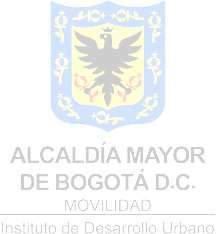 ALCALDÍA MAYOR
DE BOGOTÁ D.C.
MOVILIDAD
Instituto de Desarrollo Urbano